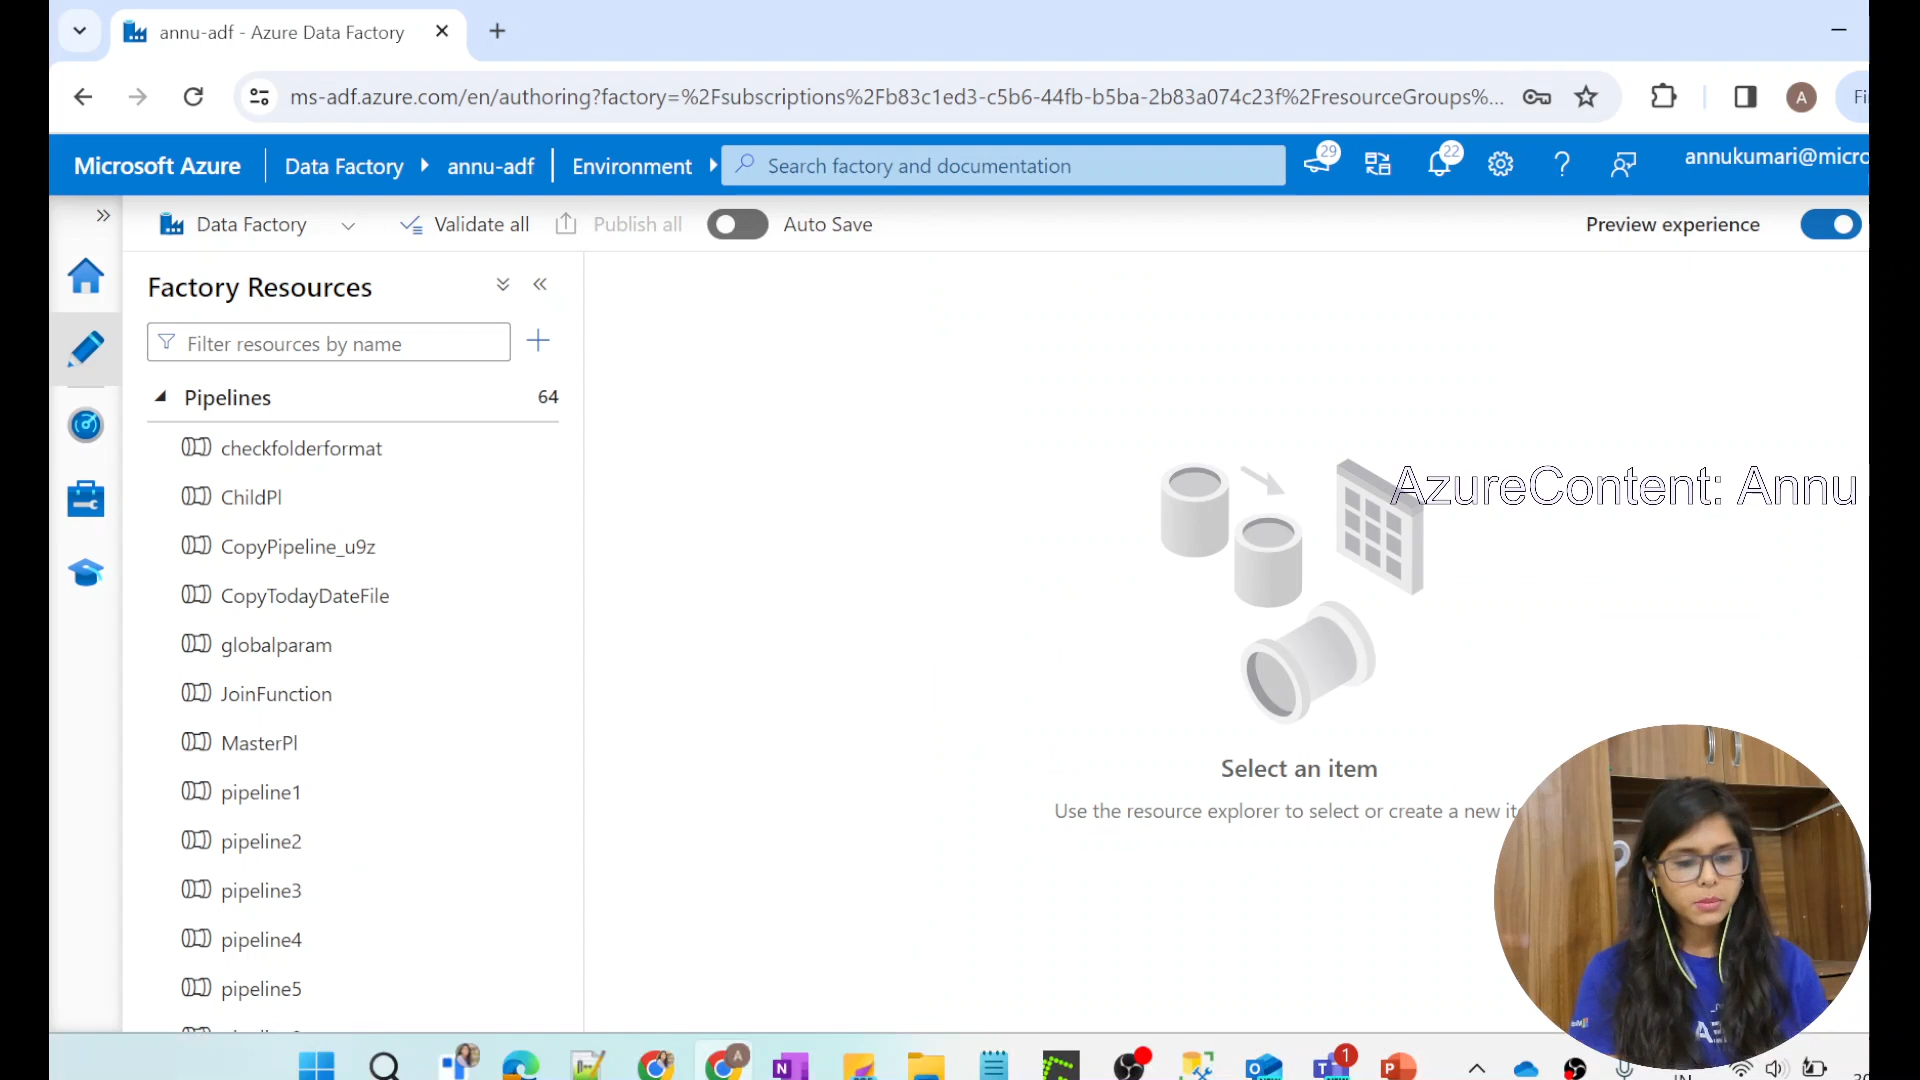 annu-adf - Azure Data Factory
ms-adf.azure.com/en/authoring?factory=%2Fsubscriptions%2Fb83c1ed3-c5b6-44fb-b5ba-2b83a074c23f%2FresourceGroups%...
A
Fi
Microsoft Azure
Data Factory
annu-adf
Environment
Search factory and documentation
29
22
annukumari@micro
Data Factory
Validate all
Publish all
Auto Save
Preview experience
Factory Resources
Filter resources by name
Pipelines 64
checkfolderformat
ChildPl
CopyPipeline_u9z
CopyTodayDateFile
globalparam
JoinFunction
MasterPl
pipeline1
pipeline2
pipeline3
pipeline4
pipeline5
AzureContent: Annu
Select an item
Use the resource explorer to select or create a new it
A
N
O
T
1
P